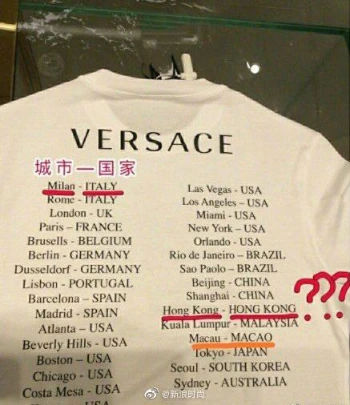 VERSACE
城市—国家
Milan - ITALY
Rome - ITALY
London - UK
Paris – FRANCE
Brusells - BELGIUM
Berlin - GERMANY
Dusseldorf - GERMANY
Lisbon - PORTUGAL
Barcelona – SPAIN
Madrid - SPAIN
Atlanta – USA
Beverly Hills - USA
Boston – USA
Chicago - USA
Costa Mesa - USA
Las Vegas - USA
Los Angeles – USA
Miami - USA
New York – USA
Orlando - USA
Rio de Janeiro – BRAZIL
Sao Paolo – BRAZIL
Beijing - CHINA
Shanghai - CHINA
Hong Kong - HONG KONG
???
Kuala Lumpur - MALAYSIA
Macau - MACAO
Tokyo - JAPAN
Seoul - SOUTH KOREA
Sydney - AUSTRALIA
@新浪时尚